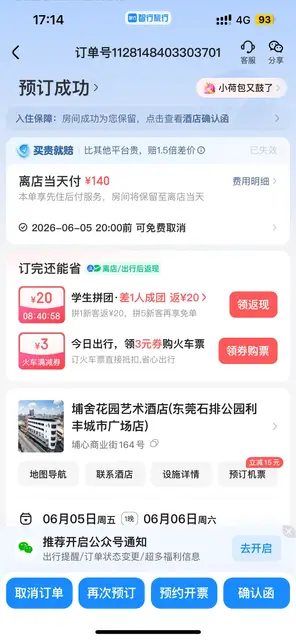 17:14
智行旅行
4G
93
订单号1128148403303701
客服
分享
预订成功
小荷包又鼓了
入住保障：房间成功为您保留，点击查看酒店确认函
买贵就赔
比其他平台贵，赔1.5倍差价
已失效
离店当天付 ¥140
费用明细
本单享先住后付服务，房间将保留至离店当天
2026-06-05 20:00前 可免费取消
订完还能省
离店/出行后返现
¥20
08:40:58
学生拼团·差1人成团 返¥20
拼1新客返¥20，拼5新客再享免单
领返现
¥3
火车满减券
今日出行，领3元券购火车票
订火车票直接抵扣，省心出行
领券购票
埔舍花园艺术酒店(东莞石排公园利
丰城市广场店)
埔心商业街164号
地图导航
联系酒店
设施详情
预订机票
立减15元
06月05日周五
1晚
06月06日周六
推荐开启公众号通知
出行提醒/订单状态变更/超多福利信息
去开启
取消订单
再次预订
预约开票
确认函